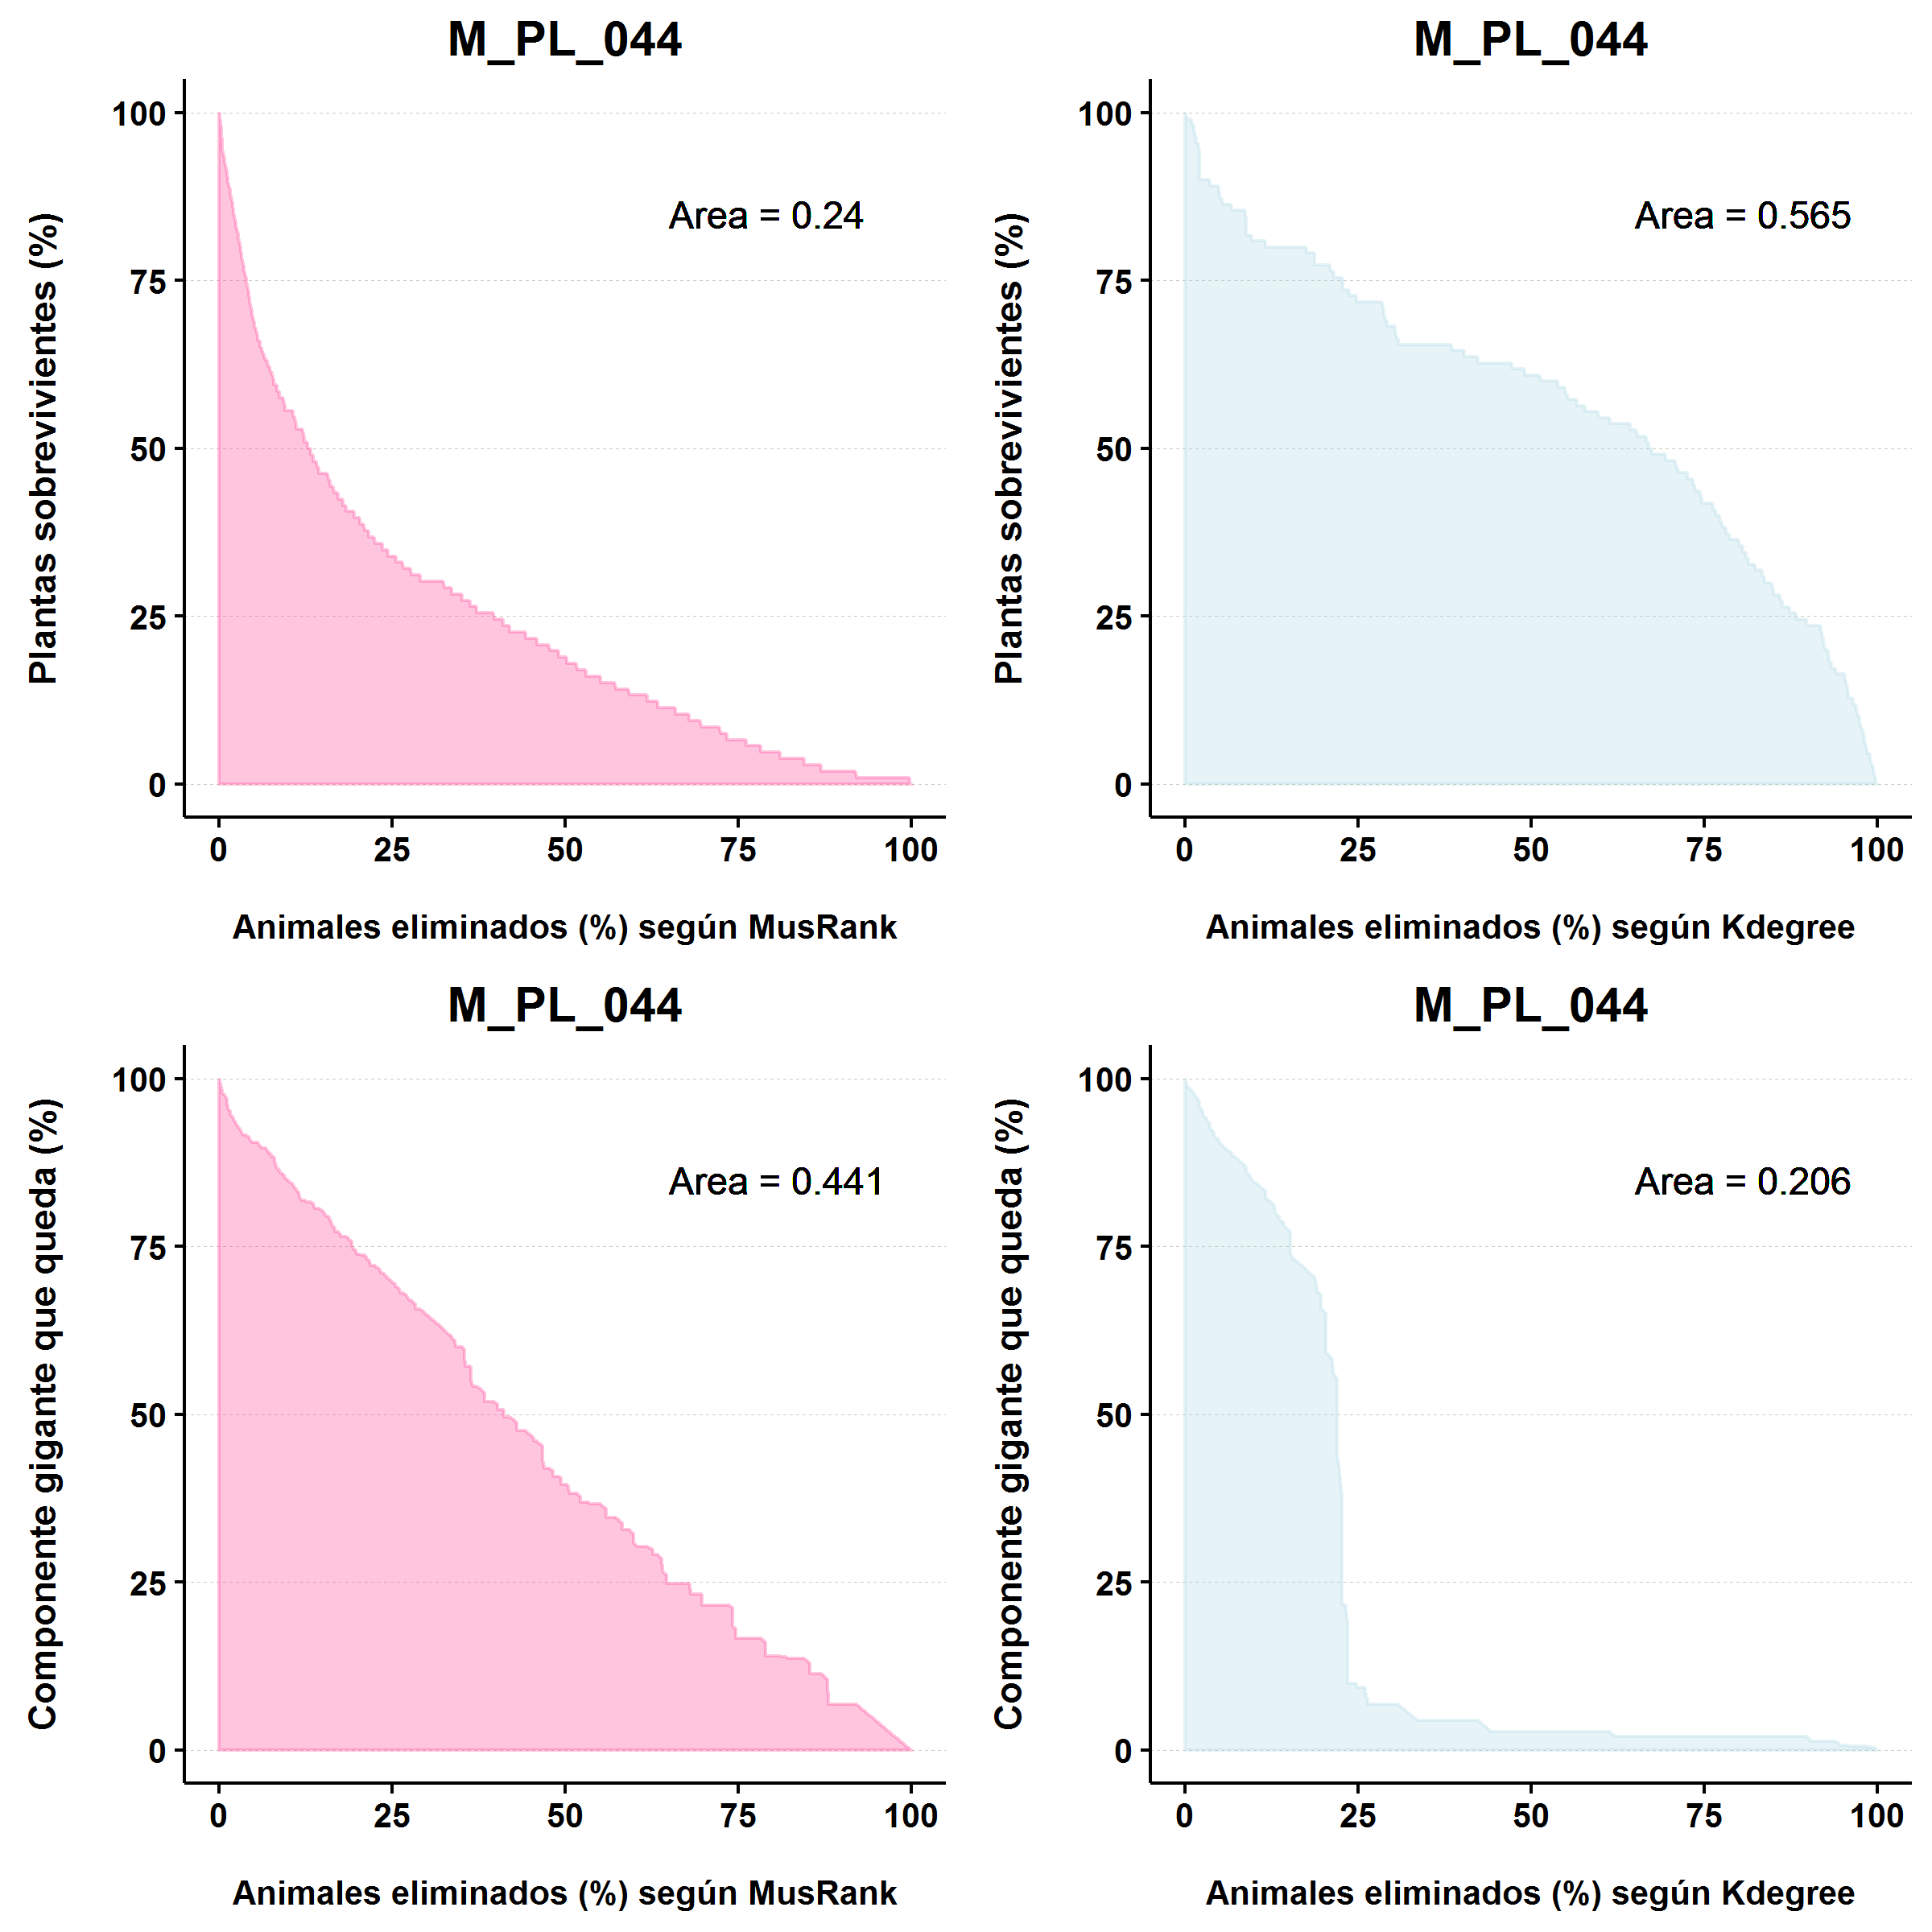 M_PL_044
Plantas sobrevivientes (%)
100
75
50
25
0
Area = 0.24
0 25 50 75 100
Animales eliminados (%) según MusRank
M_PL_044
Plantas sobrevivientes (%)
100
75
50
25
0
Area = 0.565
0 25 50 75 100
Animales eliminados (%) según Kdegree
M_PL_044
Componente gigante que queda (%)
100
75
50
25
0
Area = 0.441
0 25 50 75 100
Animales eliminados (%) según MusRank
M_PL_044
Componente gigante que queda (%)
100
75
50
25
0
Area = 0.206
0 25 50 75 100
Animales eliminados (%) según Kdegree